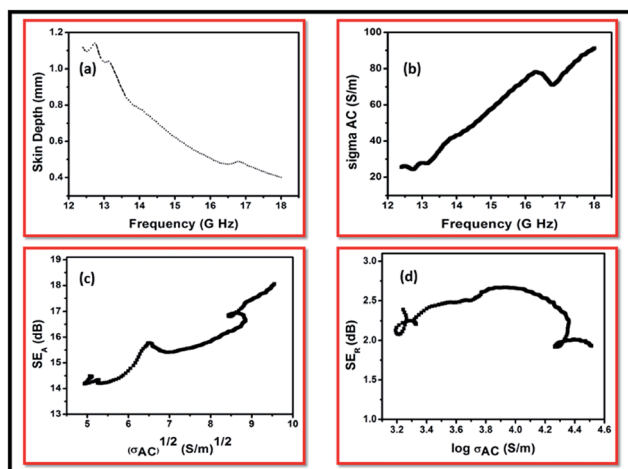 (a)
Skin Depth (mm)
1.2
1.0
0.8
0.6
0.4
12 13 14 15 16 17 18
Frequency (G Hz)
(b)
sigma AC (S/m)
100
80
60
40
20
12 13 14 15 16 17 18
Frequency (G Hz)
(c)
SE_A (dB)
19
18
17
16
15
14
13
5 6 7 8 9 10
(σAC)^1/2 (S/m)^1/2
(d)
SE_R (dB)
3.0
2.5
2.0
1.5
1.0
3.2 3.4 3.6 3.8 4.0 4.2 4.4 4.6
log σAC (S/m)